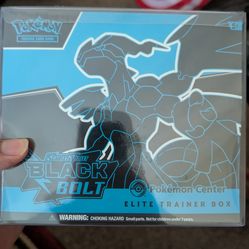 Pokémon
TRADING CARD GAME
BLACK
BOLT
Pokémon Center
ELITE TRAINER BOX
WARNING: CHOKING HAZARD Small parts. Not for children under 3 years.